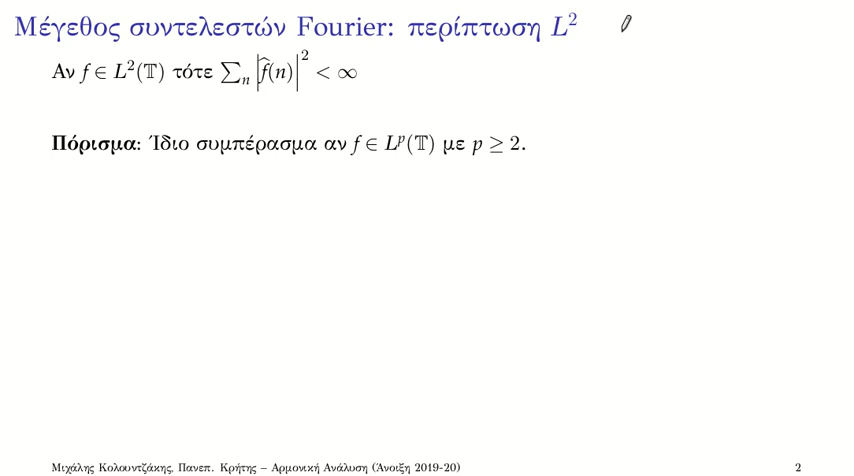 Μέγεθος συντελεστών Fourier: περίπτωση L²
Αν f ∈ L²(𝕋) τότε ∑ₙ |f̂(n)|² < ∞
Πόρισμα: Ίδιο συμπέρασμα αν f ∈ Lᵖ(𝕋) με p ≥ 2.
Μιχάλης Κολουντζάκης, Πανεπ. Κρήτης – Αρμονική Ανάλυση (Άνοιξη 2019-20) 2